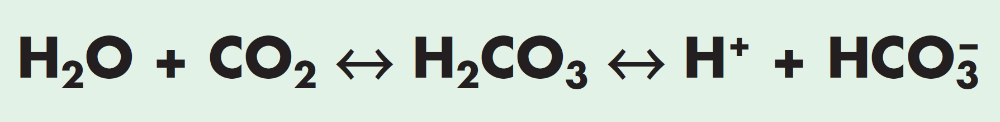 H₂O + CO₂ ↔ H₂CO₃ ↔ H⁺ + HCO₃⁻